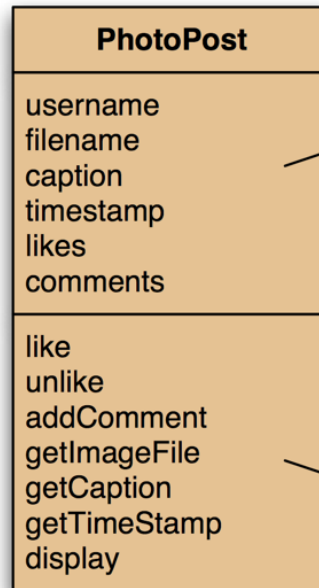 PhotoPost
username
filename
caption
timestamp
likes
comments
like
unlike
addComment
getImageFile
getCaption
getTimeStamp
display